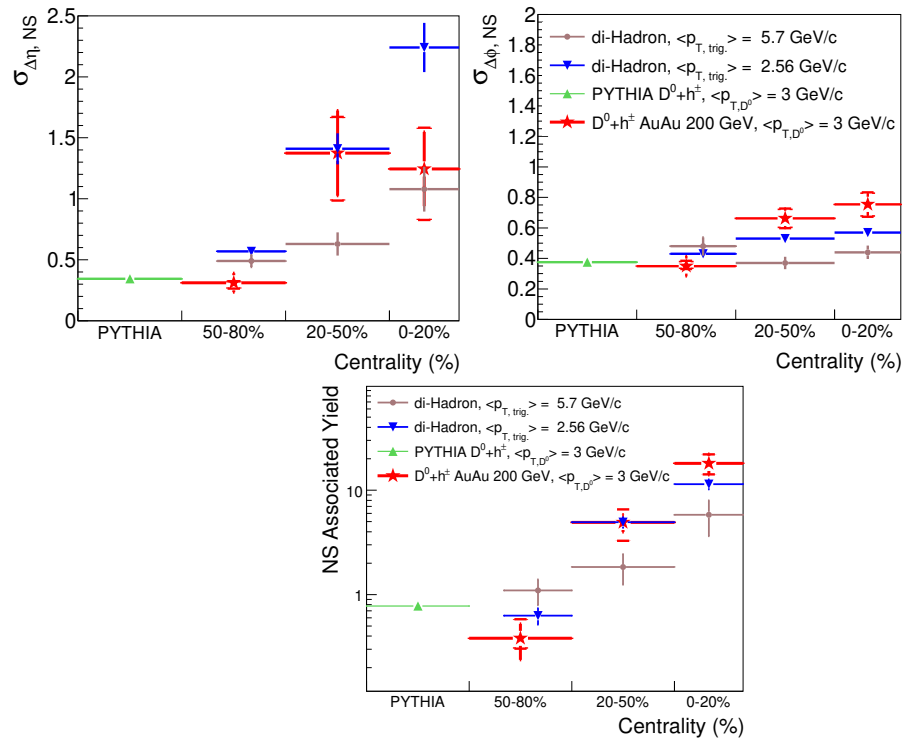 σΔη, NS
2.5
2
1.5
1
0.5
0
PYTHIA 50-80% 20-50% 0-20%
Centrality (%)
σΔϕ, NS
2
1.8
1.6
1.4
1.2
1
0.8
0.6
0.4
0.2
0
di-Hadron, <pT, trig.> = 5.7 GeV/c
di-Hadron, <pT, trig.> = 2.56 GeV/c
PYTHIA D⁰+h±, <pT,D⁰> = 3 GeV/c
D⁰+h± AuAu 200 GeV, <pT,D⁰> = 3 GeV/c
PYTHIA 50-80% 20-50% 0-20%
Centrality (%)
NS Associated Yield
10
1
di-Hadron, <pT, trig.> = 5.7 GeV/c
di-Hadron, <pT, trig.> = 2.56 GeV/c
PYTHIA D⁰+h±, <pT,D⁰> = 3 GeV/c
D⁰+h± AuAu 200 GeV, <pT,D⁰> = 3 GeV/c
PYTHIA 50-80% 20-50% 0-20%
Centrality (%)